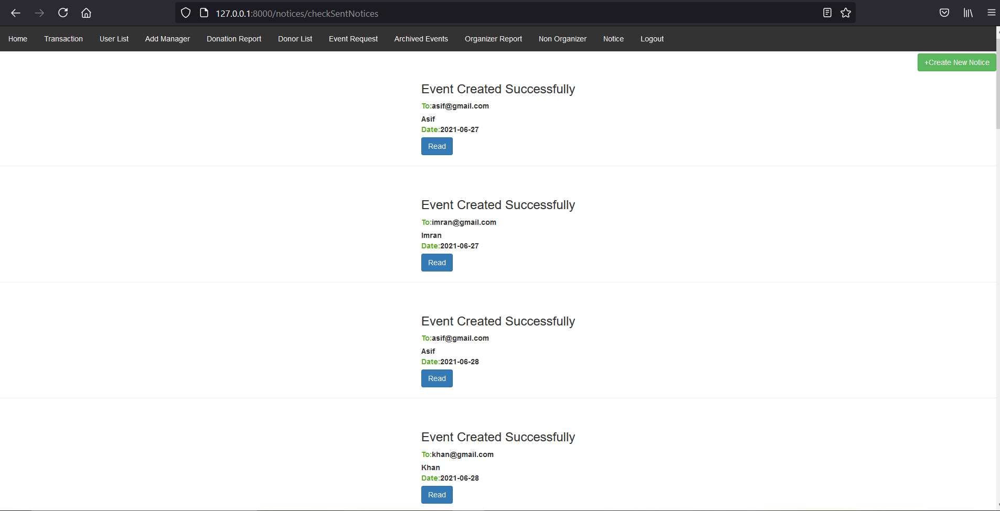 127.0.0.1:8000/notices/checkSentNotices
Home Transaction User List Add Manager Donation Report Donor List Event Request Archived Events Organizer Report Non Organizer Notice Logout
+Create New Notice
Event Created Successfully
To:asif@gmail.com
Asif
Date:2021-06-27
Read
Event Created Successfully
To:imran@gmail.com
Imran
Date:2021-06-27
Read
Event Created Successfully
To:asif@gmail.com
Asif
Date:2021-06-28
Read
Event Created Successfully
To:khan@gmail.com
Khan
Date:2021-06-28
Read